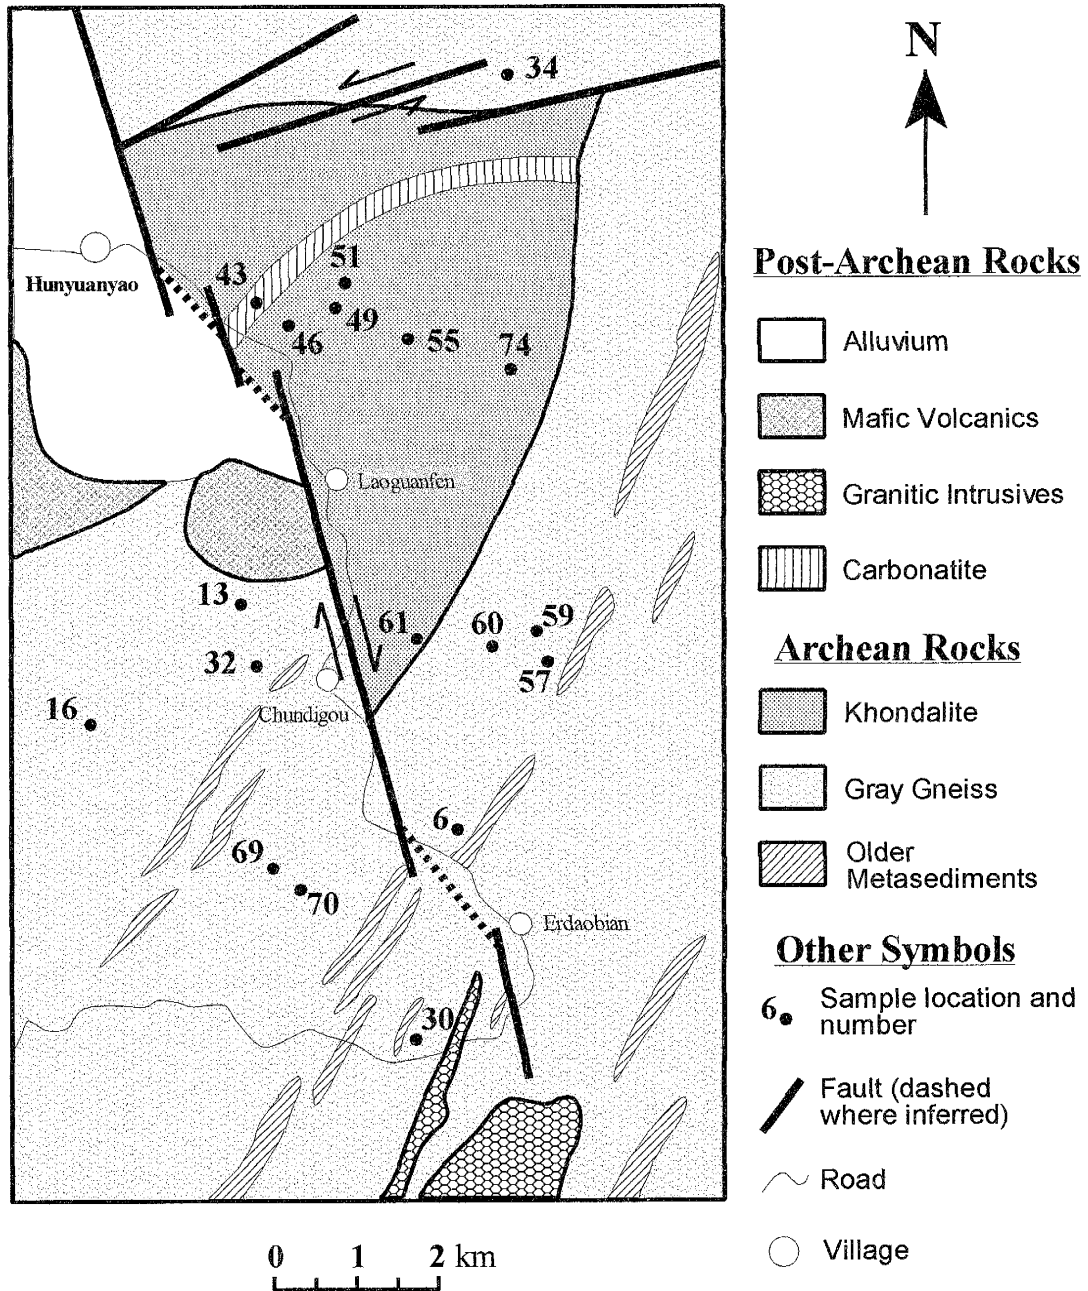 34
51
43
Hunyuanyao
49
46
55
74
Laoguanfen
13
61
60
59
32
57
16
Chundigou
6
69
70
Erdaobian
30
0 1 2 km
N
Post-Archean Rocks
Alluvium
Mafic Volcanics
Granitic Intrusives
Carbonatite
Archean Rocks
Khondalite
Gray Gneiss
Older
Metasediments
Other Symbols
6 Sample location and
number
Fault (dashed
where inferred)
Road
Village